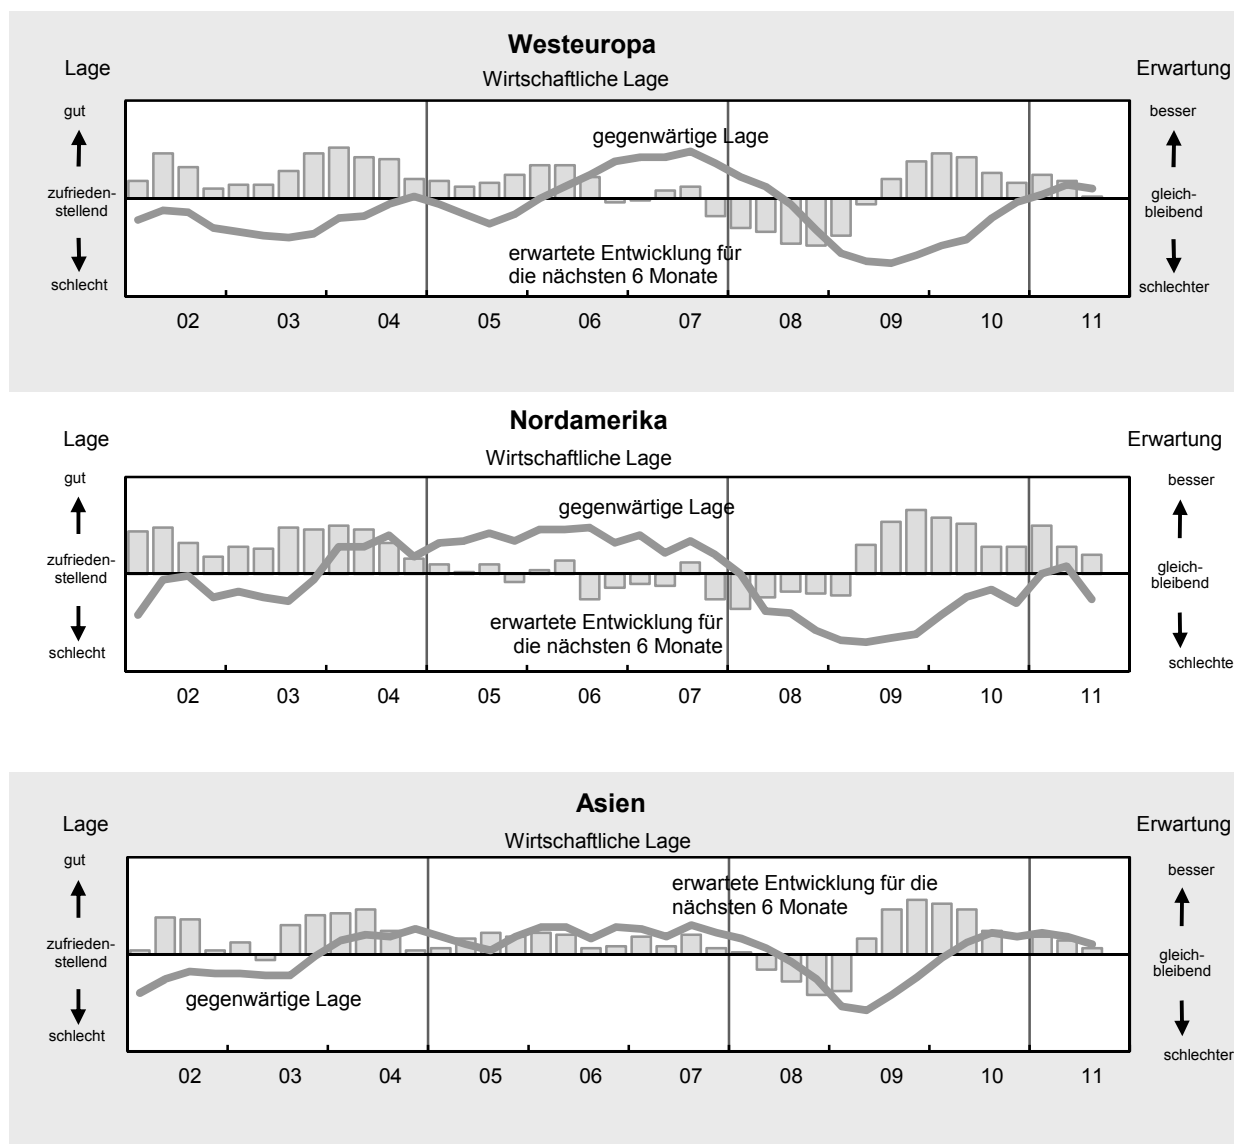 Westeuropa
Lage
Erwartung
Wirtschaftliche Lage
gut
besser
gegenwärtige Lage
zufrieden-
stellend
gleich-
bleibend
erwartete Entwicklung für
die nächsten 6 Monate
schlecht
schlechter
02 03 04 05 06 07 08 09 10 11
Nordamerika
Lage
Erwartung
Wirtschaftliche Lage
gut
besser
gegenwärtige Lage
zufrieden-
stellend
gleich-
bleibend
erwartete Entwicklung für
die nächsten 6 Monate
schlecht
schlechte
02 03 04 05 06 07 08 09 10 11
Asien
Lage
Erwartung
Wirtschaftliche Lage
gut
besser
erwartete Entwicklung für die
nächsten 6 Monate
zufrieden-
stellend
gleich-
bleibend
gegenwärtige Lage
schlecht
schlechter
02 03 04 05 06 07 08 09 10 11